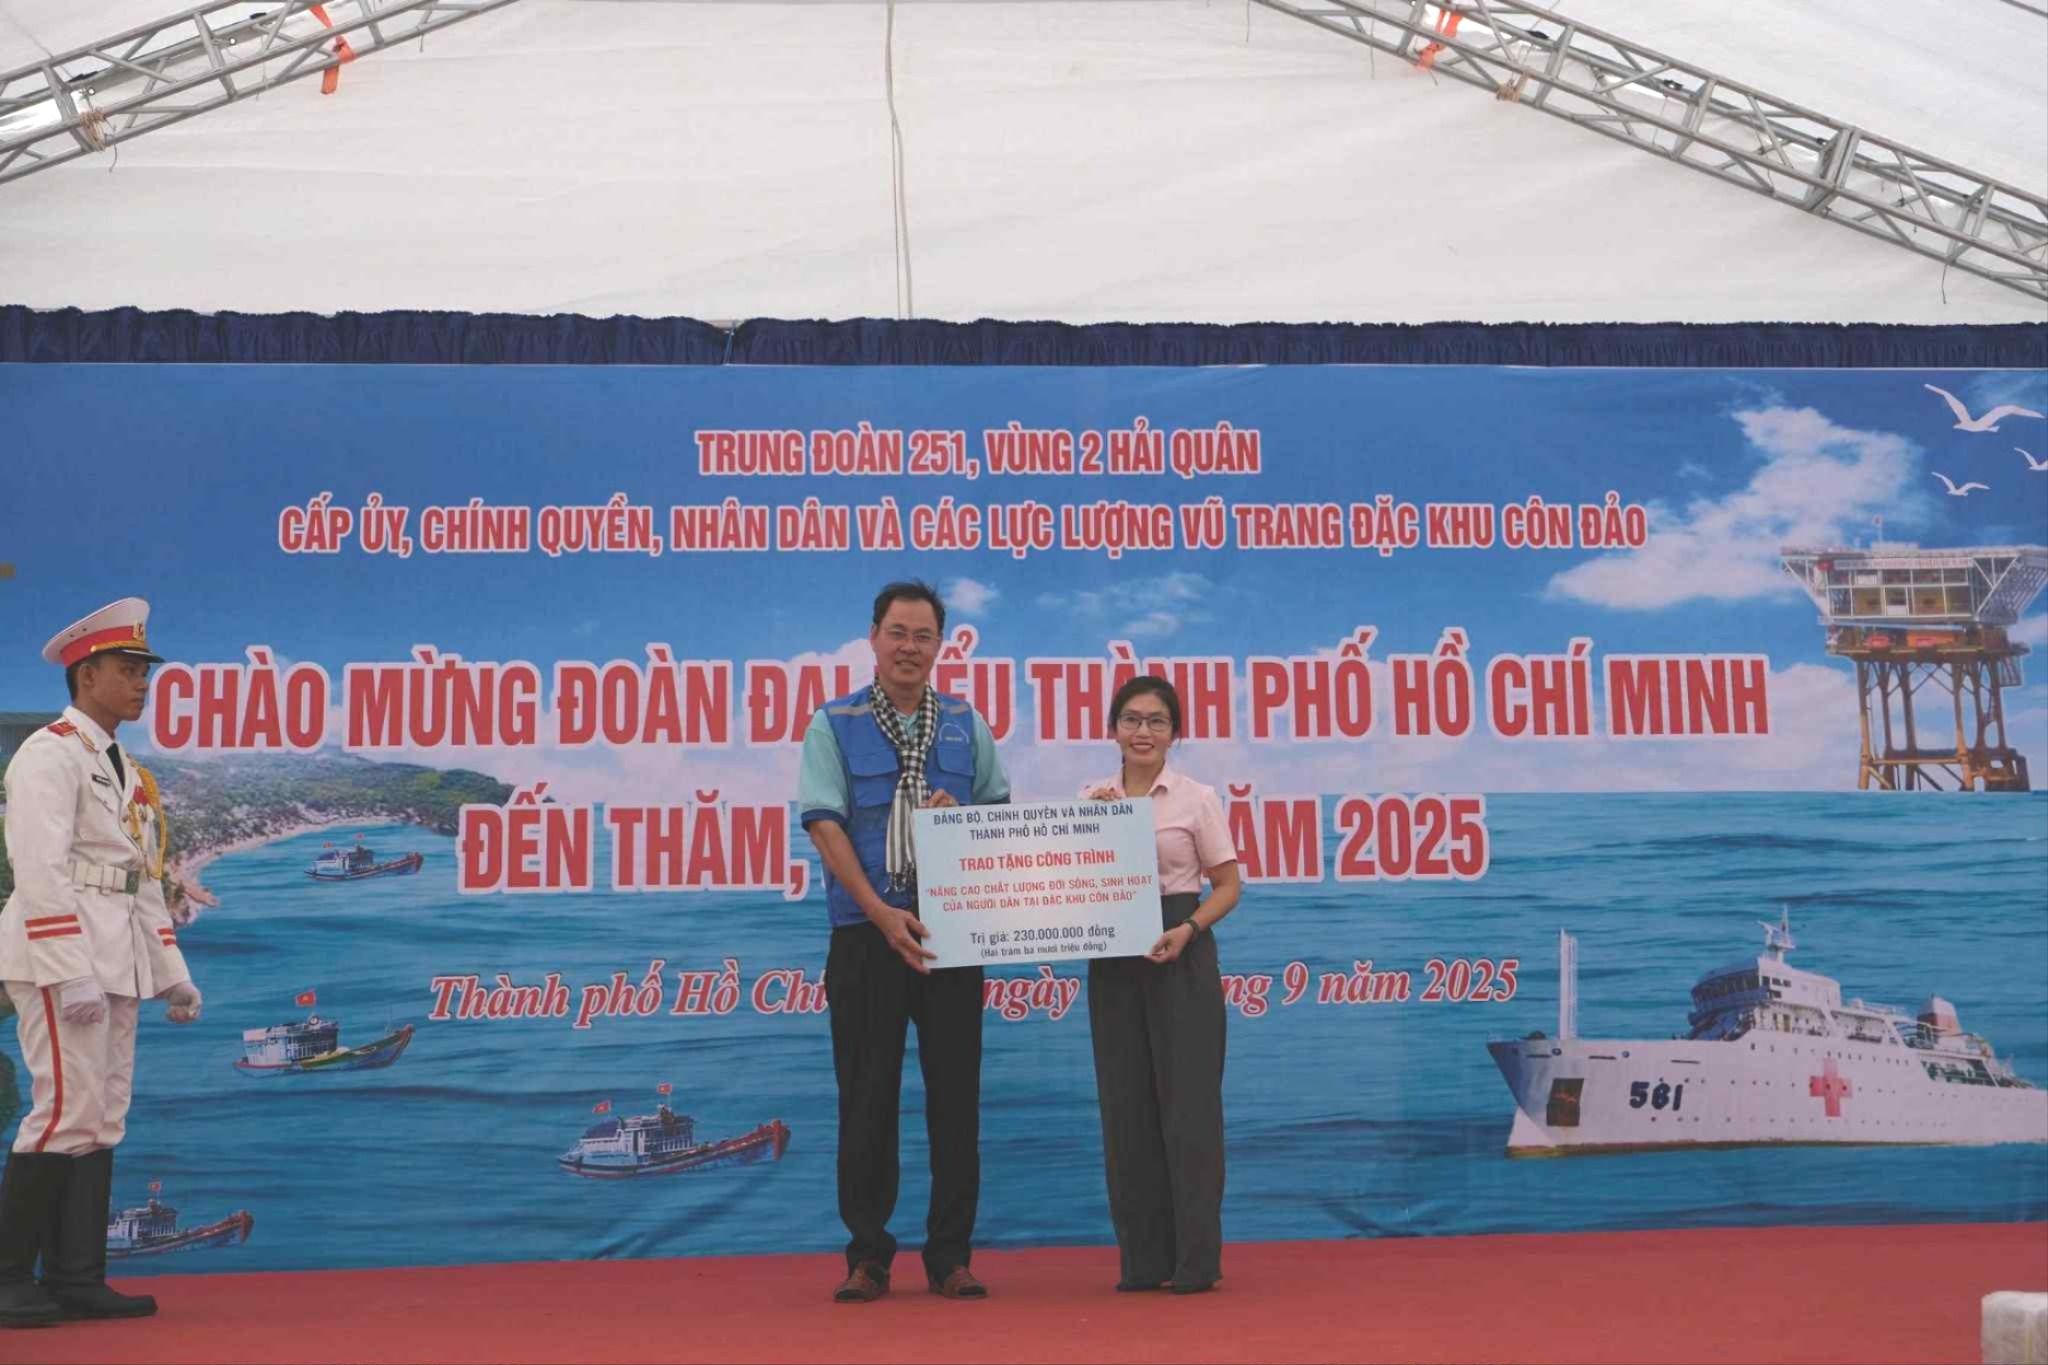 TRUNG ĐOÀN 251, VÙNG 2 HẢI QUÂN
CẤP ỦY, CHÍNH QUYỀN, NHÂN DÂN VÀ CÁC LỰC LƯỢNG VŨ TRANG ĐẶC KHU CÔN ĐẢO
CHÀO MỪNG ĐOÀN ĐẠI BIỂU THÀNH PHỐ HỒ CHÍ MINH
ĐẾN THĂM, NĂM 2025
Thành phố Hồ Chí ngày tháng 9 năm 2025
ĐẢNG BỘ, CHÍNH QUYỀN VÀ NHÂN DÂN
THÀNH PHỐ HỒ CHÍ MINH
TRAO TẶNG CÔNG TRÌNH
"NÂNG CAO CHẤT LƯỢNG ĐỜI SỐNG, SINH HOẠT
CỦA NGƯỜI DÂN TẠI ĐẶC KHU CÔN ĐẢO"
Trị giá: 230.000.000 đồng
(Hai trăm ba mươi triệu đồng)
561